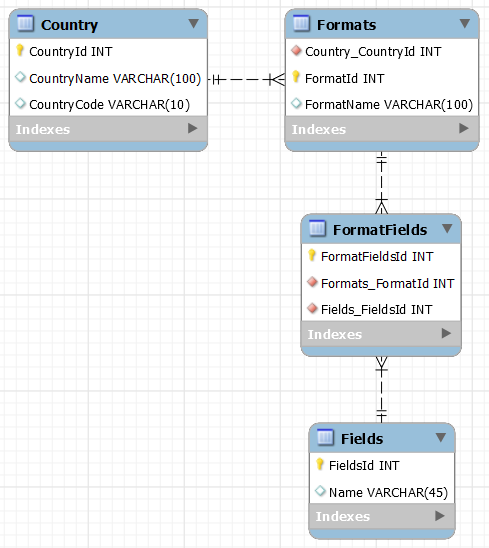 Country
CountryId INT
CountryName VARCHAR(100)
CountryCode VARCHAR(10)
Indexes
Formats
Country_CountryId INT
FormatId INT
FormatName VARCHAR(100)
Indexes
FormatFields
FormatFieldsId INT
Formats_FormatId INT
Fields_FieldsId INT
Indexes
Fields
FieldsId INT
Name VARCHAR(45)
Indexes